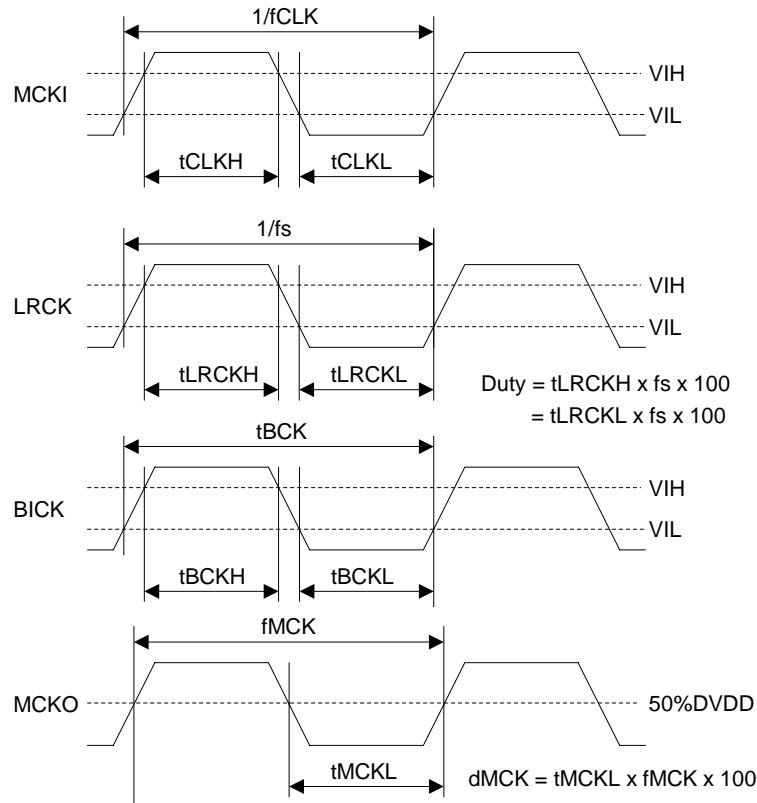 1/fCLK
VIH
MCKI
VIL
tCLKH tCLKL
1/fs
VIH
LRCK
VIL
tLRCKH tLRCKL
Duty = tLRCKH x fs x 100
= tLRCKL x fs x 100
tBCK
VIH
BICK
VIL
tBCKH tBCKL
fMCK
MCKO 50%DVDD
tMCKL dMCK = tMCKL x fMCK x 100